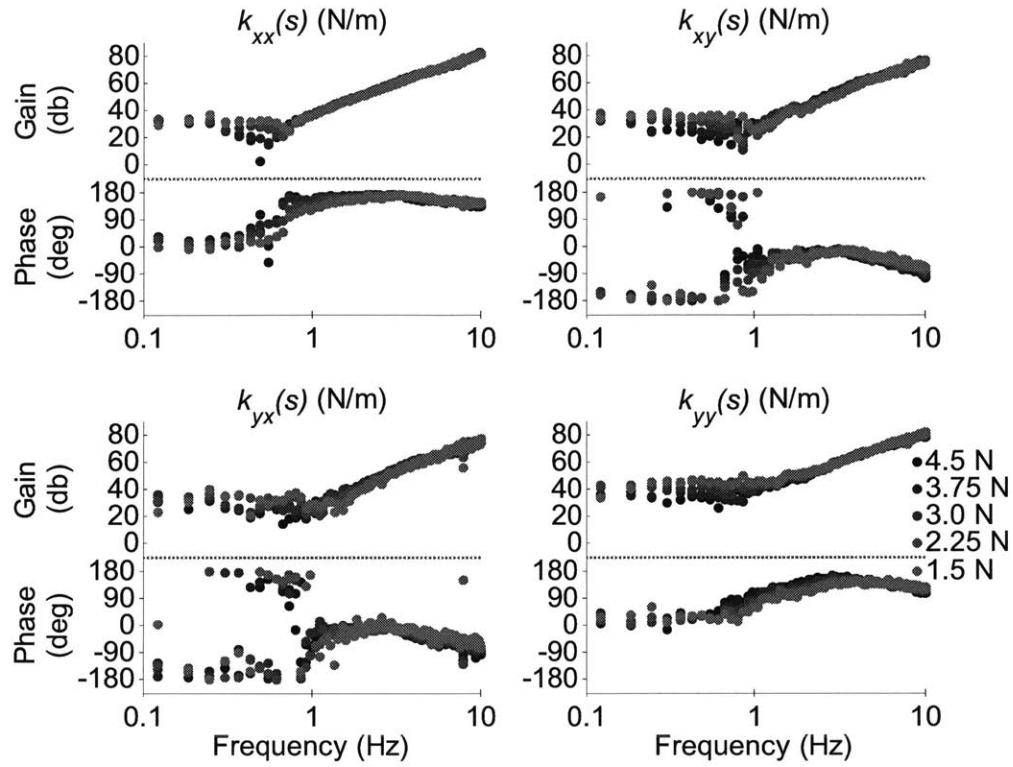 k_xx(s) (N/m)
Gain
(db)
80
60
40
20
0
Phase
(deg)
180
90
0
-90
-180
0.1
1
10
k_xy(s) (N/m)
80
60
40
20
0
180
90
0
-90
-180
0.1
1
10
k_yx(s) (N/m)
Gain
(db)
80
60
40
20
0
Phase
(deg)
180
90
0
-90
-180
0.1
1
10
Frequency (Hz)
k_yy(s) (N/m)
80
60
40
20
0
4.5 N
3.75 N
3.0 N
2.25 N
1.5 N
180
90
0
-90
-180
0.1
1
10
Frequency (Hz)